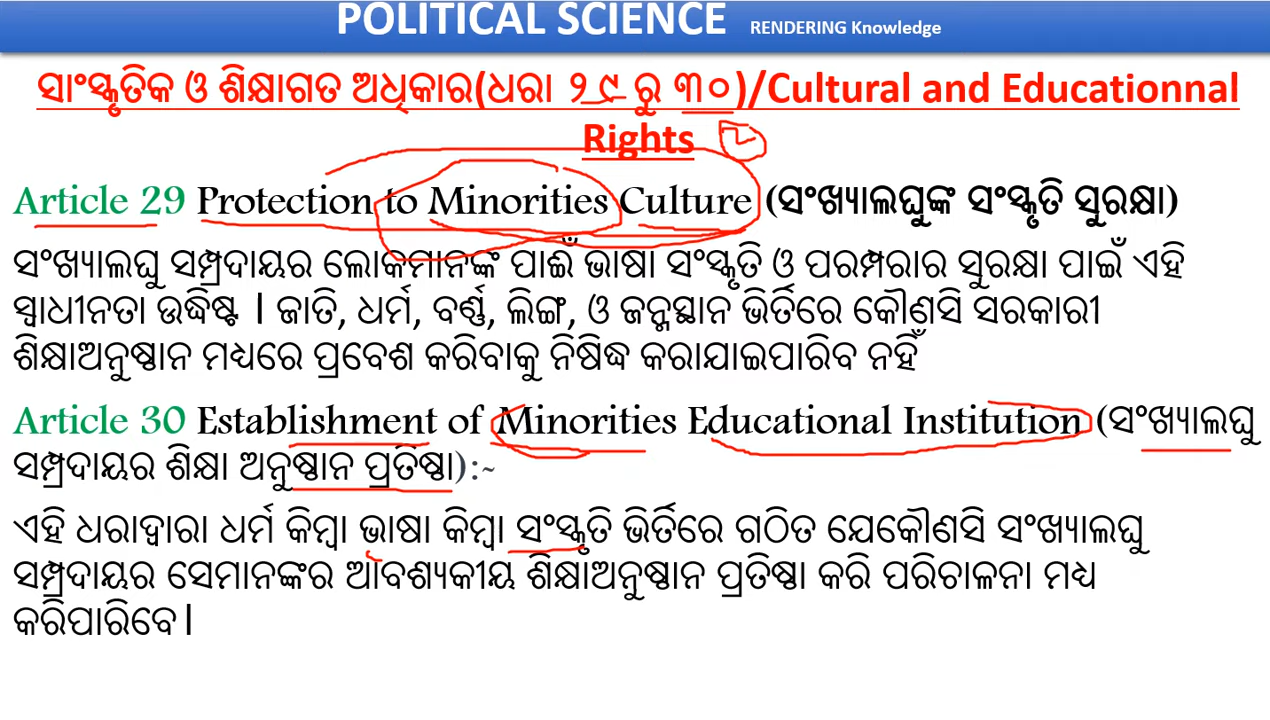 POLITICAL SCIENCE RENDERING Knowledge
ସାଂସ୍କୃତିକ ଓ ଶିକ୍ଷାଗତ ଅଧିକାର(ଧରା ୨୯ ରୁ ୩୦)/Cultural and Educationnal
Rights
Article 29 Protection to Minorities Culture (ସଂଖ୍ୟାଲଘୁଙ୍କ ସଂସ୍କୃତି ସୁରକ୍ଷା)
ସଂଖ୍ୟାଲଘୁ ସମ୍ପ୍ରଦାୟର ଲୋକମାନଙ୍କ ପାଈଁ ଭାଷା ସଂସ୍କୃତି ଓ ପରମ୍ପରାର ସୁରକ୍ଷା ପାଇଁ ଏହି
ସ୍ୱାଧୀନତା ଉଦ୍ଧିଷ୍ଟ । ଜାତି, ଧର୍ମ, ବର୍ଣ୍ଣ, ଲିଙ୍ଗ, ଓ ଜନ୍ମସ୍ଥାନ ଭିର୍ତିରେ କୌଣସି ସରକାରୀ
ଶିକ୍ଷାଅନୁଷ୍ଠାନ ମଧ୍ୟରେ ପ୍ରବେଶ କରିବାକୁ ନିଷିଦ୍ଧ କରାଯାଇପାରିବ ନହିଁ
Article 30 Establishment of Minorities Educational Institution (ସଂଖ୍ୟାଲଘୁ
ସମ୍ପ୍ରଦାୟର ଶିକ୍ଷା ଅନୁଷ୍ଠାନ ପ୍ରତିଷ୍ଠା):~
ଏହି ଧରାଦ୍ୱାରା ଧର୍ମ କିମ୍ବା ଭାଷା କିମ୍ବା ସଂସ୍କୃତି ଭିର୍ତିରେ ଗଠିତ ଯେକୌଣସି ସଂଖ୍ୟାଲଘୁ
ସମ୍ପ୍ରଦାୟର ସେମାନଙ୍କର ଆବଶ୍ୟକୀୟ ଶିକ୍ଷାଅନୁଷ୍ଠାନ ପ୍ରତିଷ୍ଠା କରି ପରିଚାଳନା ମଧ୍ୟ
କରିପାରିବେ।